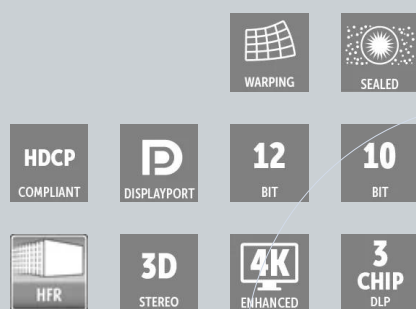 WARPING
SEALED
HDCP
COMPLIANT
DISPLAYPORT
12
BIT
10
BIT
HFR
3D
STEREO
4K
ENHANCED
3
CHIP
DLP